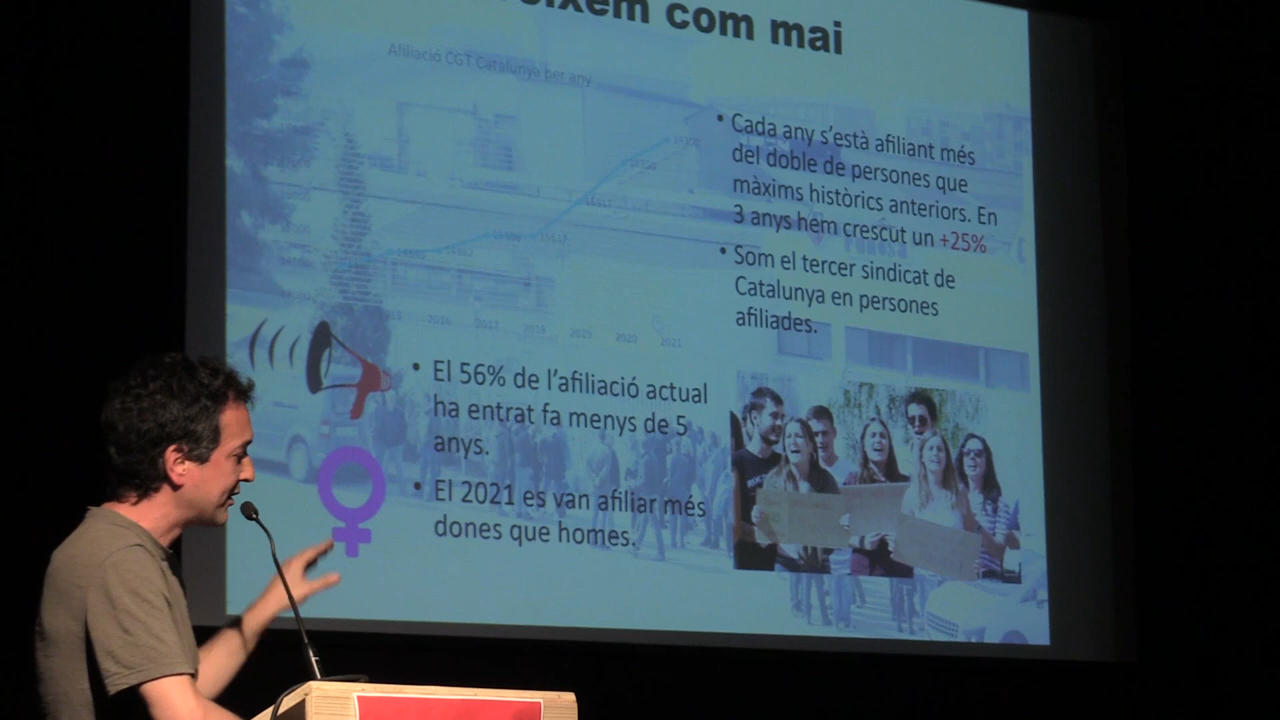 com mai
Afiliació CGT Catalunya per any
• Cada any s'està afiliant més
del doble de persones que
màxims històrics anteriors. En
3 anys hem crescut un +25%
• Som el tercer sindicat de
Catalunya en persones
afiliades.
2016 2017 2018 2019 2020 2021
• El 56% de l'afiliació actual
ha entrat fa menys de 5
anys.
• El 2021 es van afiliar més
dones que homes.